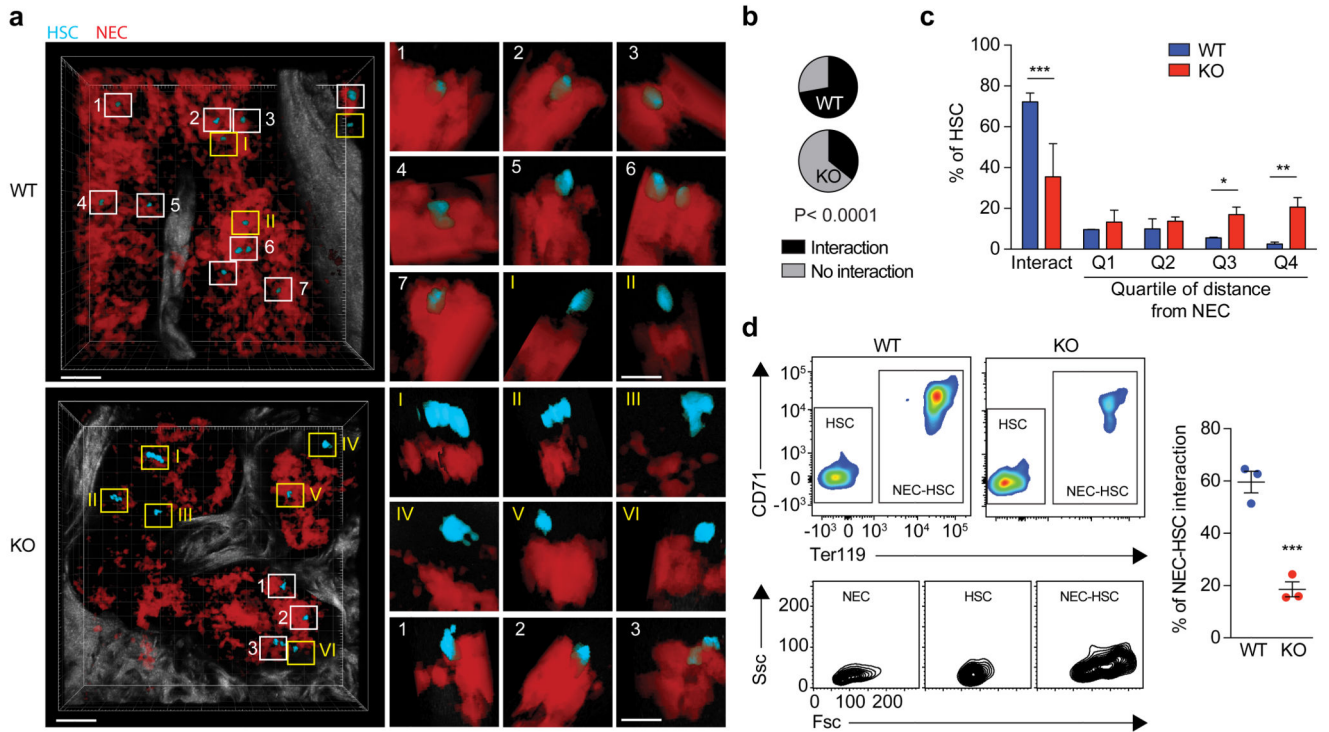 a
HSC NEC
WT
1
2
3
I
4
5
II
6
7
1
2
3
4
5
6
7
I
II
KO
I
II
III
IV
V
1
2
3
VI
I
II
III
IV
V
VI
1
2
3
b
WT
KO
P< 0.0001
Interaction
No interaction
c
% of HSC
100
80
60
40
20
0
***
*
**
WT
KO
Interact Q1 Q2 Q3 Q4
Quartile of distance
from NEC
d
WT KO
CD71
10⁵
10⁴
10³
0
-10³
HSC
NEC-HSC
HSC
NEC-HSC
-10³ 0 10³ 10⁴ 10⁵
Ter119
Ssc
200
100
0
NEC
HSC
NEC-HSC
0 100 200
Fsc
% of NEC-HSC interaction
80
60
40
20
0
***
WT KO